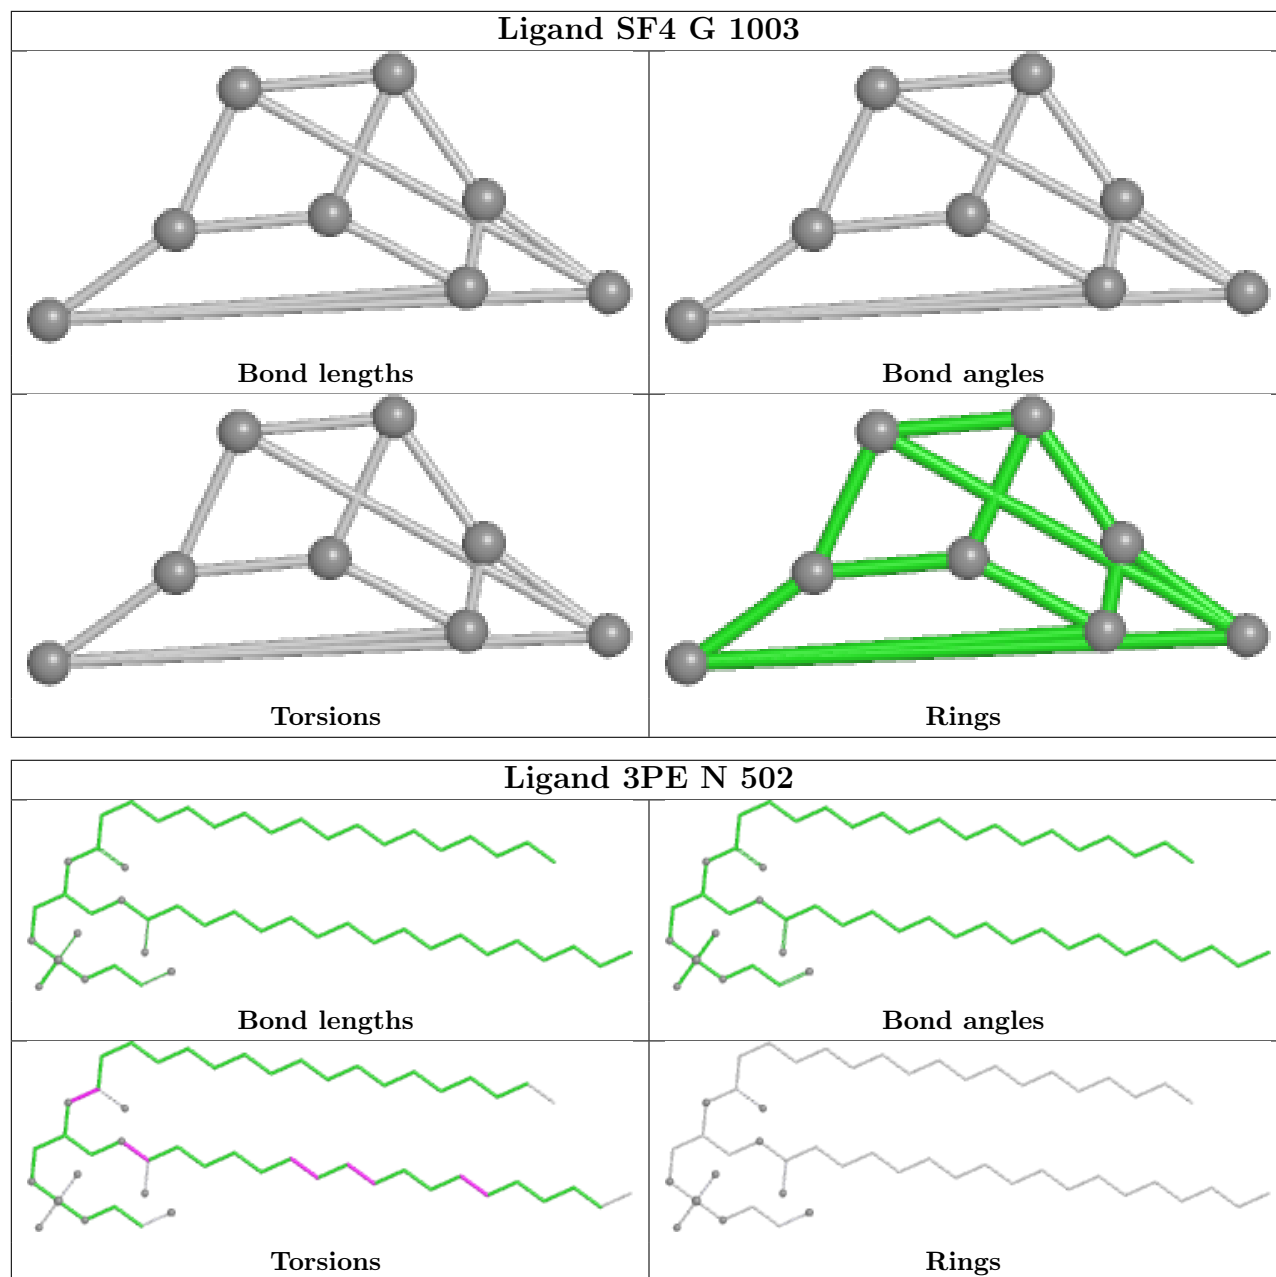 Ligand SF4 G 1003
Bond lengths
Bond angles
Torsions
Rings
Ligand 3PE N 502
Bond lengths
Bond angles
Torsions
Rings